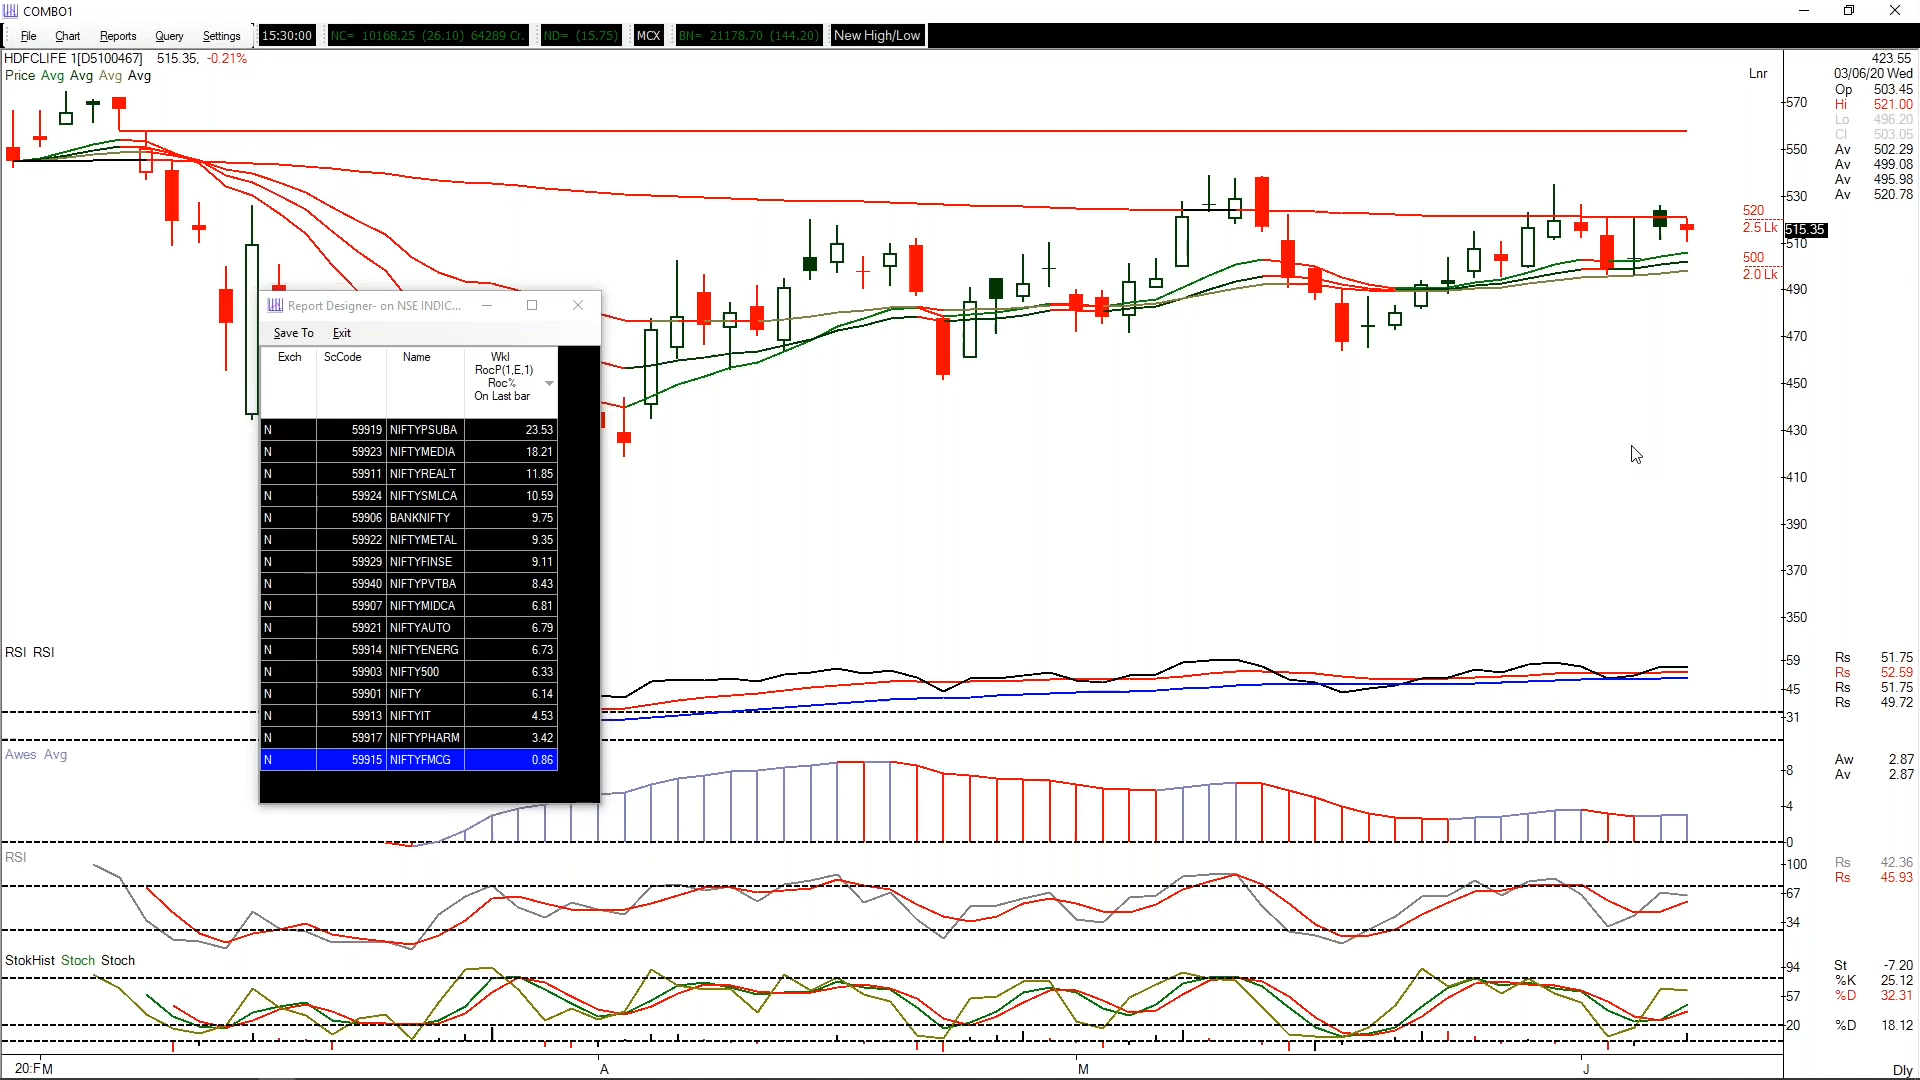 COMBO1
File Chart Reports Query Settings 15:30:00 NC= 10168.25 (26.10) 64289 Cr. ND= (15.75) MCX BN= 21178.70 (144.20) New High/Low
HDFCLIFE 1[D5100467] 515.35, -0.21%
Price Avg Avg Avg Avg
Lnr
423.55
03/06/20 Wed
Op 503.45
Hi 521.00
Lo 496.20
Cl 503.05
Av 502.29
Av 499.08
Av 495.98
Av 520.78
570
550
530
510
490
470
450
430
410
390
370
350
520
2.5 Lk
515.35
500
2.0 Lk
Report Designer- on NSE INDIC...
Save To Exit
Exch ScCode Name Wkl
RocP(1,E,1)
Roc%
On Last bar
N 59919 NIFTYPSUBA 23.53
N 59923 NIFTYMEDIA 18.21
N 59911 NIFTYREALT 11.85
N 59924 NIFTYSMLCA 10.59
N 59906 BANKNIFTY 9.75
N 59922 NIFTYMETAL 9.35
N 59929 NIFTYFINSE 9.11
N 59940 NIFTYPVTBA 8.43
N 59907 NIFTYMIDCA 6.81
N 59921 NIFTYAUTO 6.79
N 59914 NIFTYENERG 6.73
N 59903 NIFTY500 6.33
N 59901 NIFTY 6.14
N 59913 NIFTYIT 4.53
N 59917 NIFTYPHARM 3.42
N 59915 NIFTYFMCG 0.86
RSI RSI
59
45
31
Rs 51.75
Rs 52.59
Rs 51.75
Rs 49.72
Awes Avg
8
4
0
Aw 2.87
Av 2.87
RSI
100
67
34
Rs 42.36
Rs 45.93
StokHist Stoch Stoch
94
57
20
St -7.20
%K 25.12
%D 32.31
%D 18.12
20:FM A M J Dly